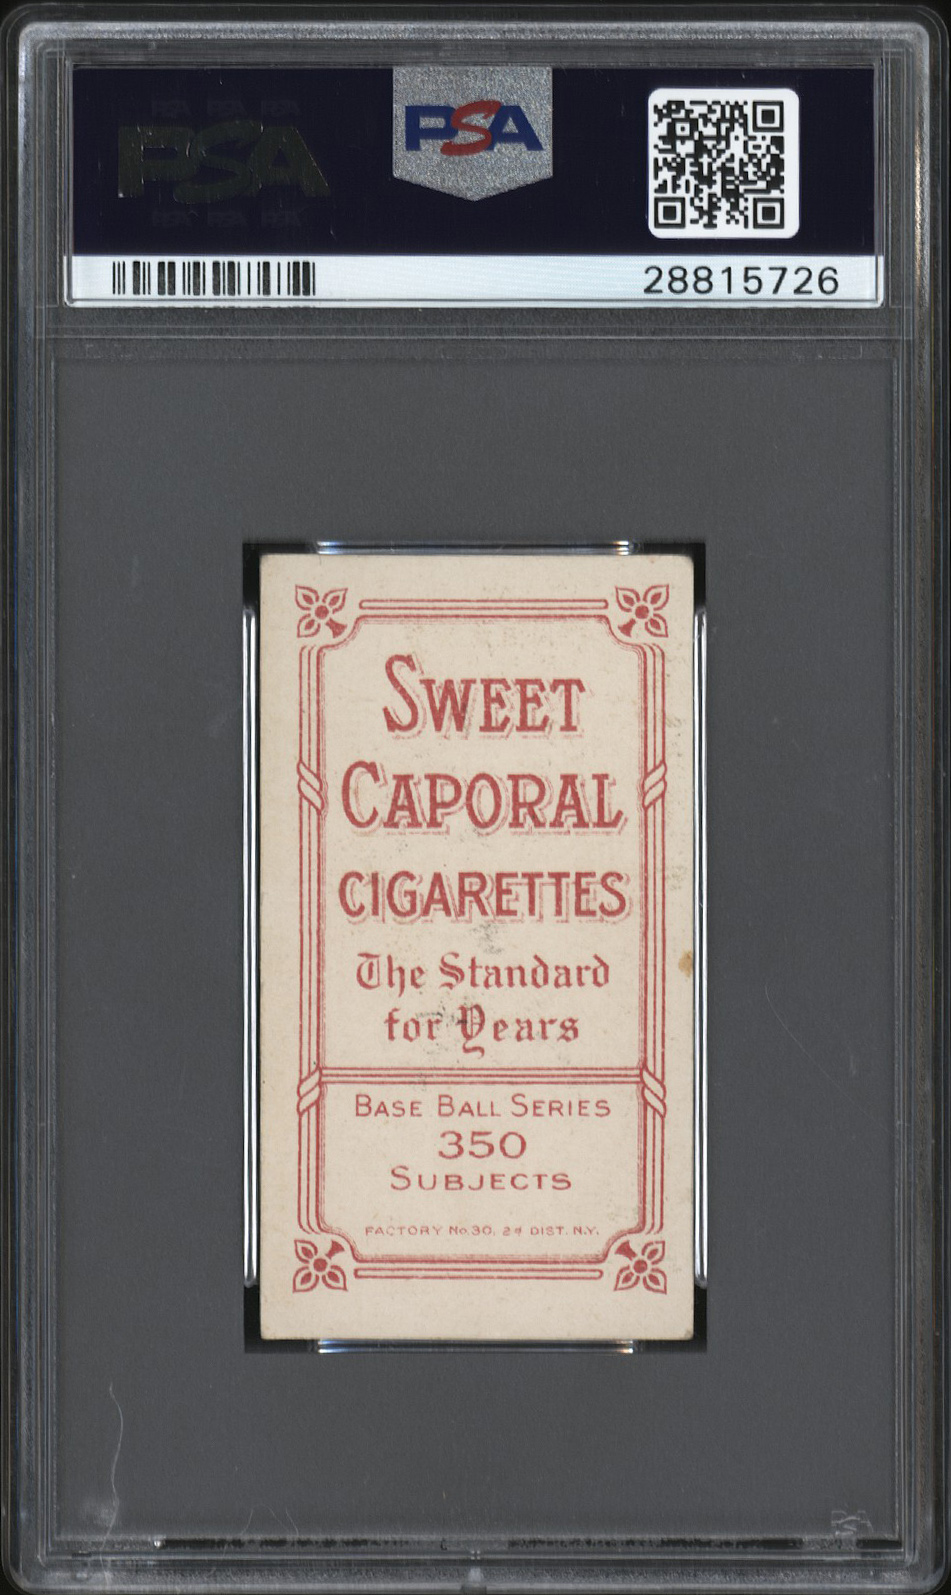 PSA
PSA
28815726
SWEET
CAPORAL
CIGARETTES
The Standard
for Years
BASE BALL SERIES
350
SUBJECTS
FACTORY No. 30, 2d DIST. N.Y.